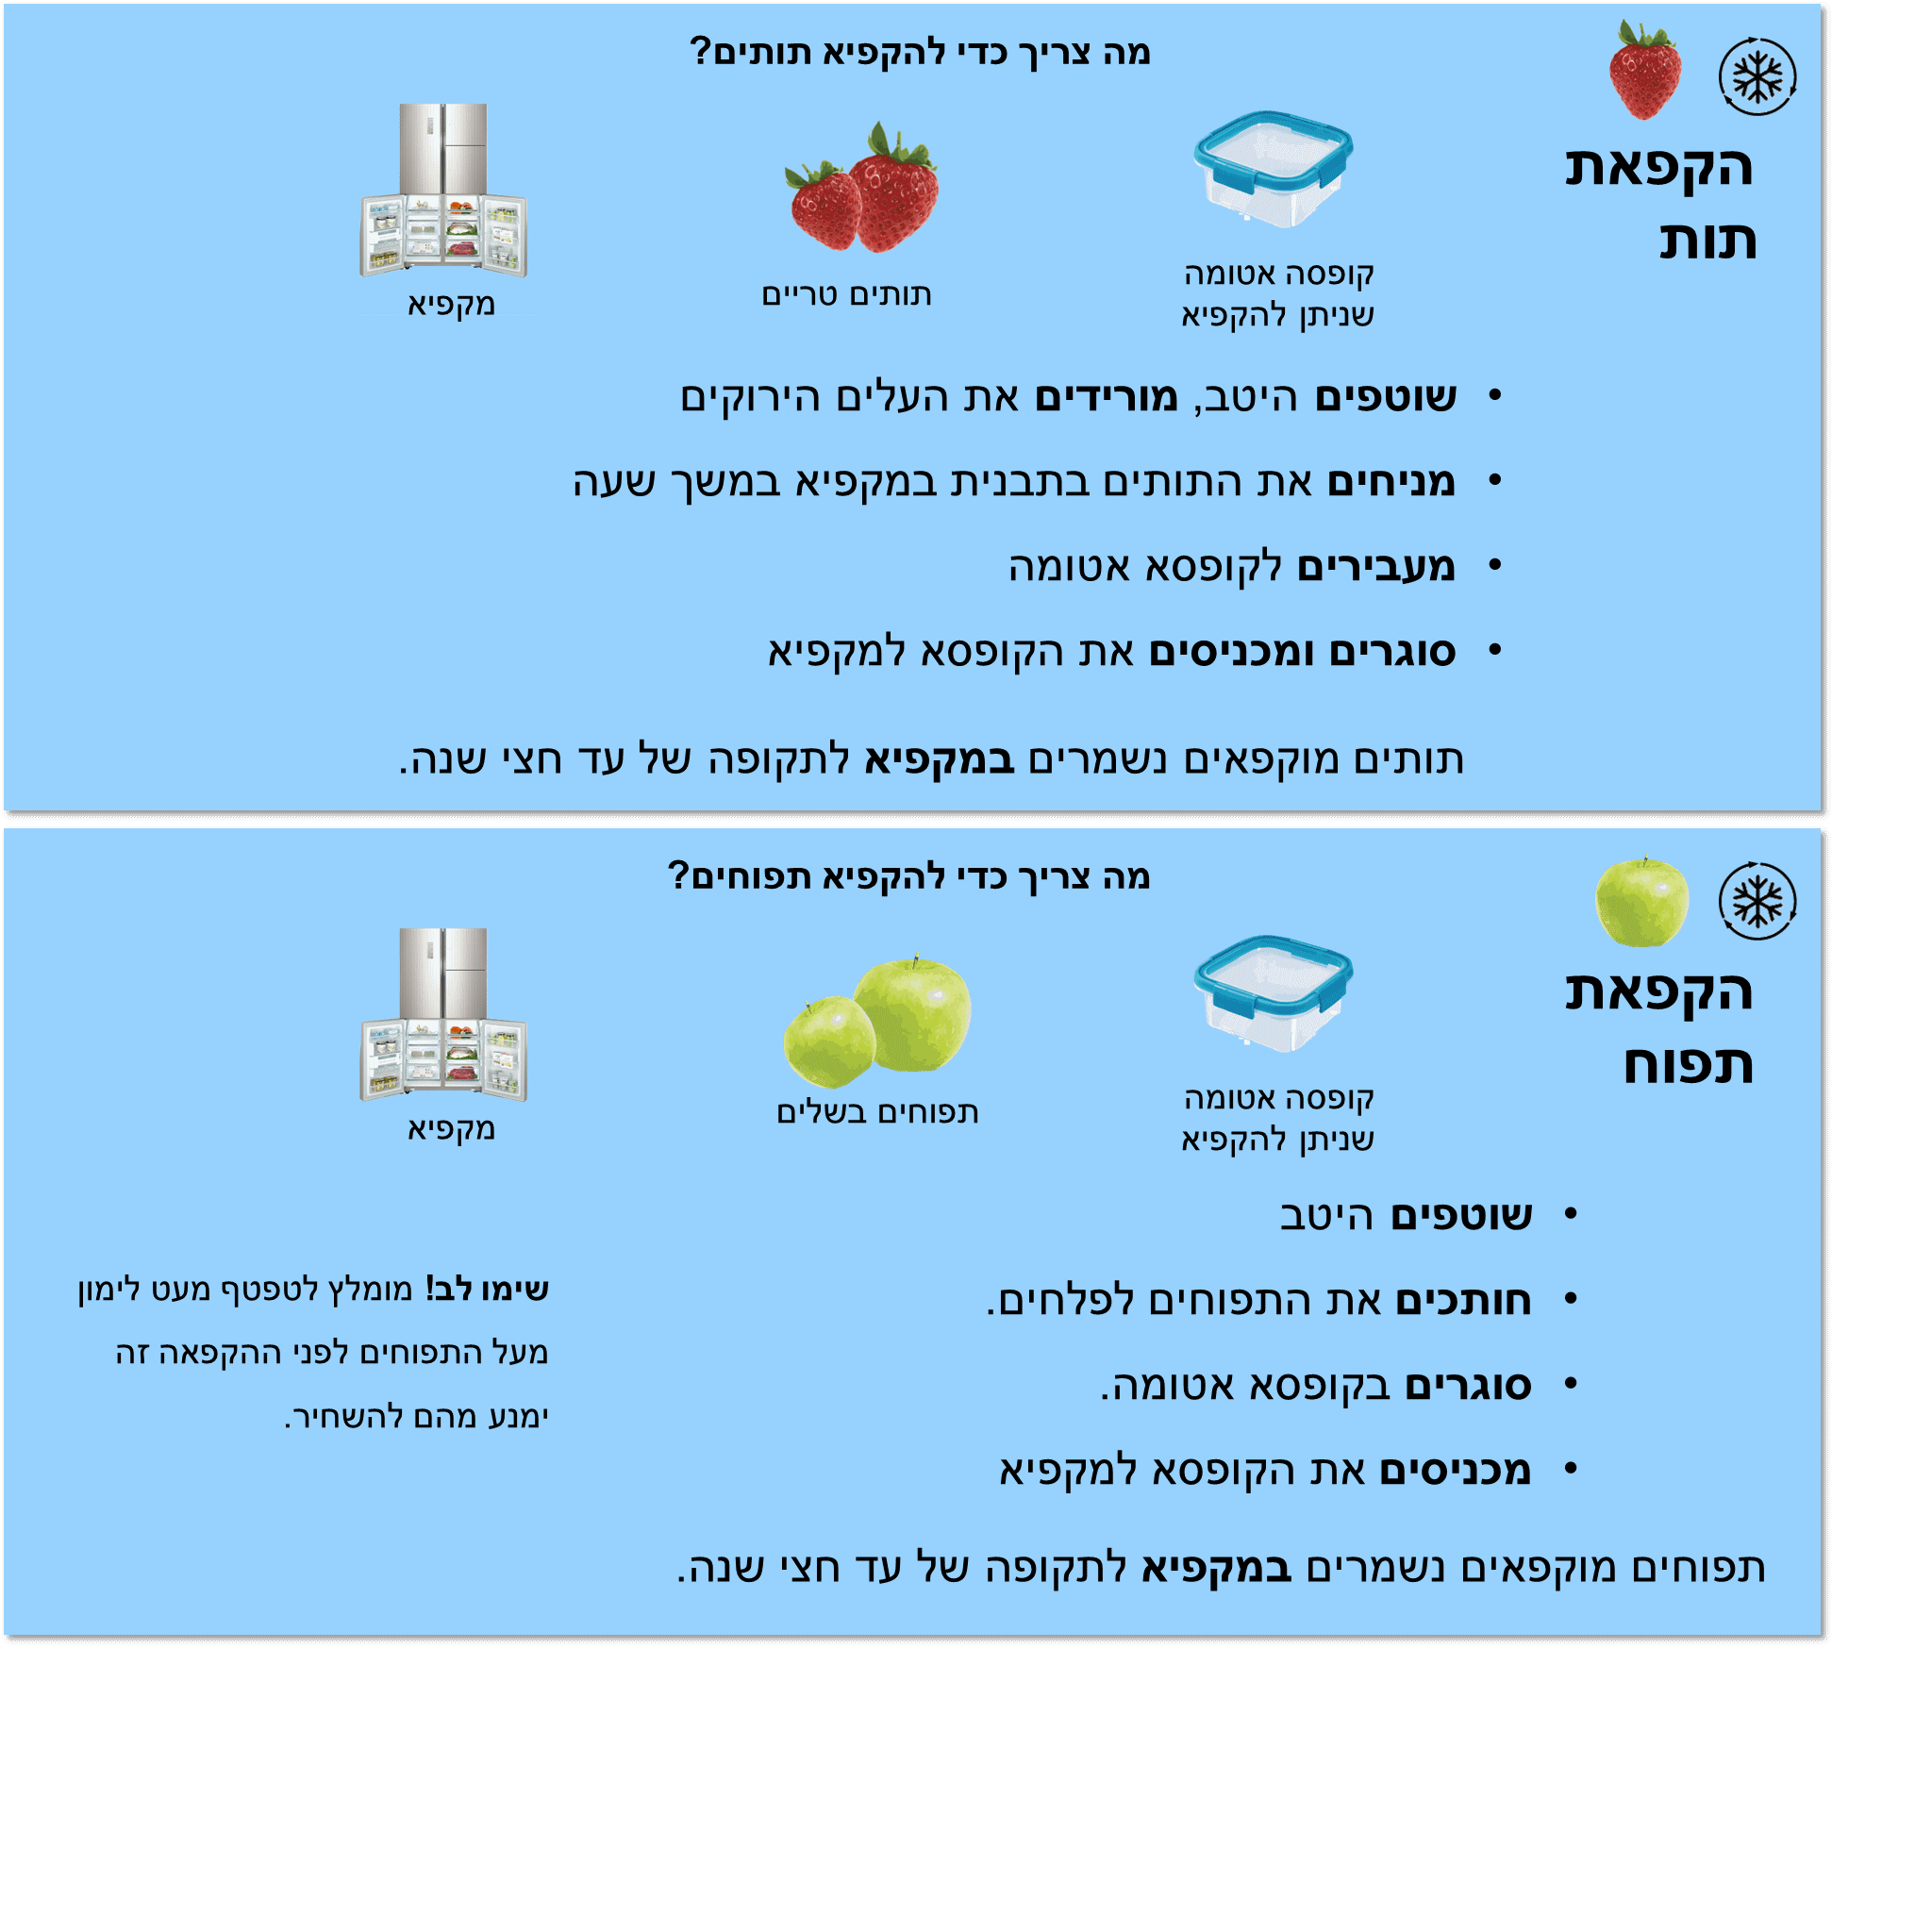 הקפאת
תות
מה צריך כדי להקפיא תותים?
קופסה אטומה
שניתן להקפיא
תותים טריים
מקפיא
• שוטפים היטב, מורידים את העלים הירוקים
• מניחים את התותים בתבנית במקפיא במשך שעה
• מעבירים לקופסא אטומה
• סוגרים ומכניסים את הקופסא למקפיא
תותים מוקפאים נשמרים במקפיא לתקופה של עד חצי שנה.
הקפאת
תפוח
מה צריך כדי להקפיא תפוחים?
קופסה אטומה
שניתן להקפיא
תפוחים בשלים
מקפיא
• שוטפים היטב
• חותכים את התפוחים לפלחים.
• סוגרים בקופסא אטומה.
• מכניסים את הקופסא למקפיא
שימו לב! מומלץ לטפטף מעט לימון
מעל התפוחים לפני ההקפאה זה
ימנע מהם להשחיר.
תפוחים מוקפאים נשמרים במקפיא לתקופה של עד חצי שנה.